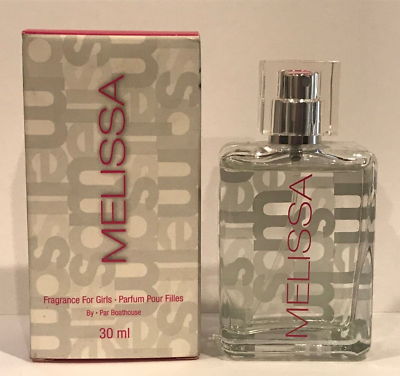 MELISSA
Fragrance For Girls • Parfum Pour Filles
By • Par Boathouse
30 ml
MELISSA